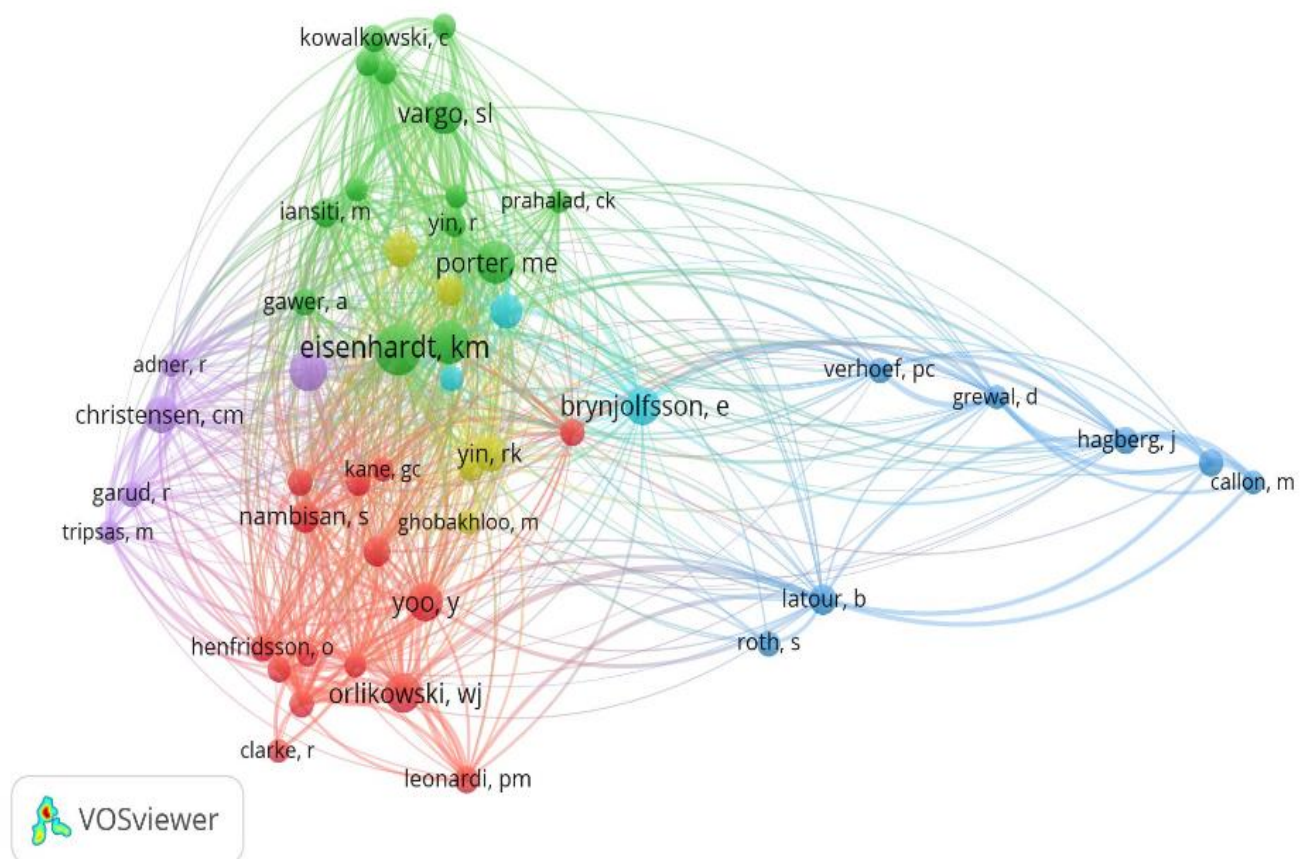 kowalkowski, c
vargo, sl
prahalad, ck
iansiti, m
yin, r
porter, me
gawer, a
eisenhardt, km
adner, r
verhoef, pc
grewal, d
christensen, cm
brynjolfsson, e
hagberg, j
yin, rk
kane, gc
callon, m
garud, r
nambisan, s
ghobakhloo, m
tripsas, m
yoo, y
latour, b
roth, s
henfridsson, o
orlikowski, wj
clarke, r
leonardi, pm
VOSviewer